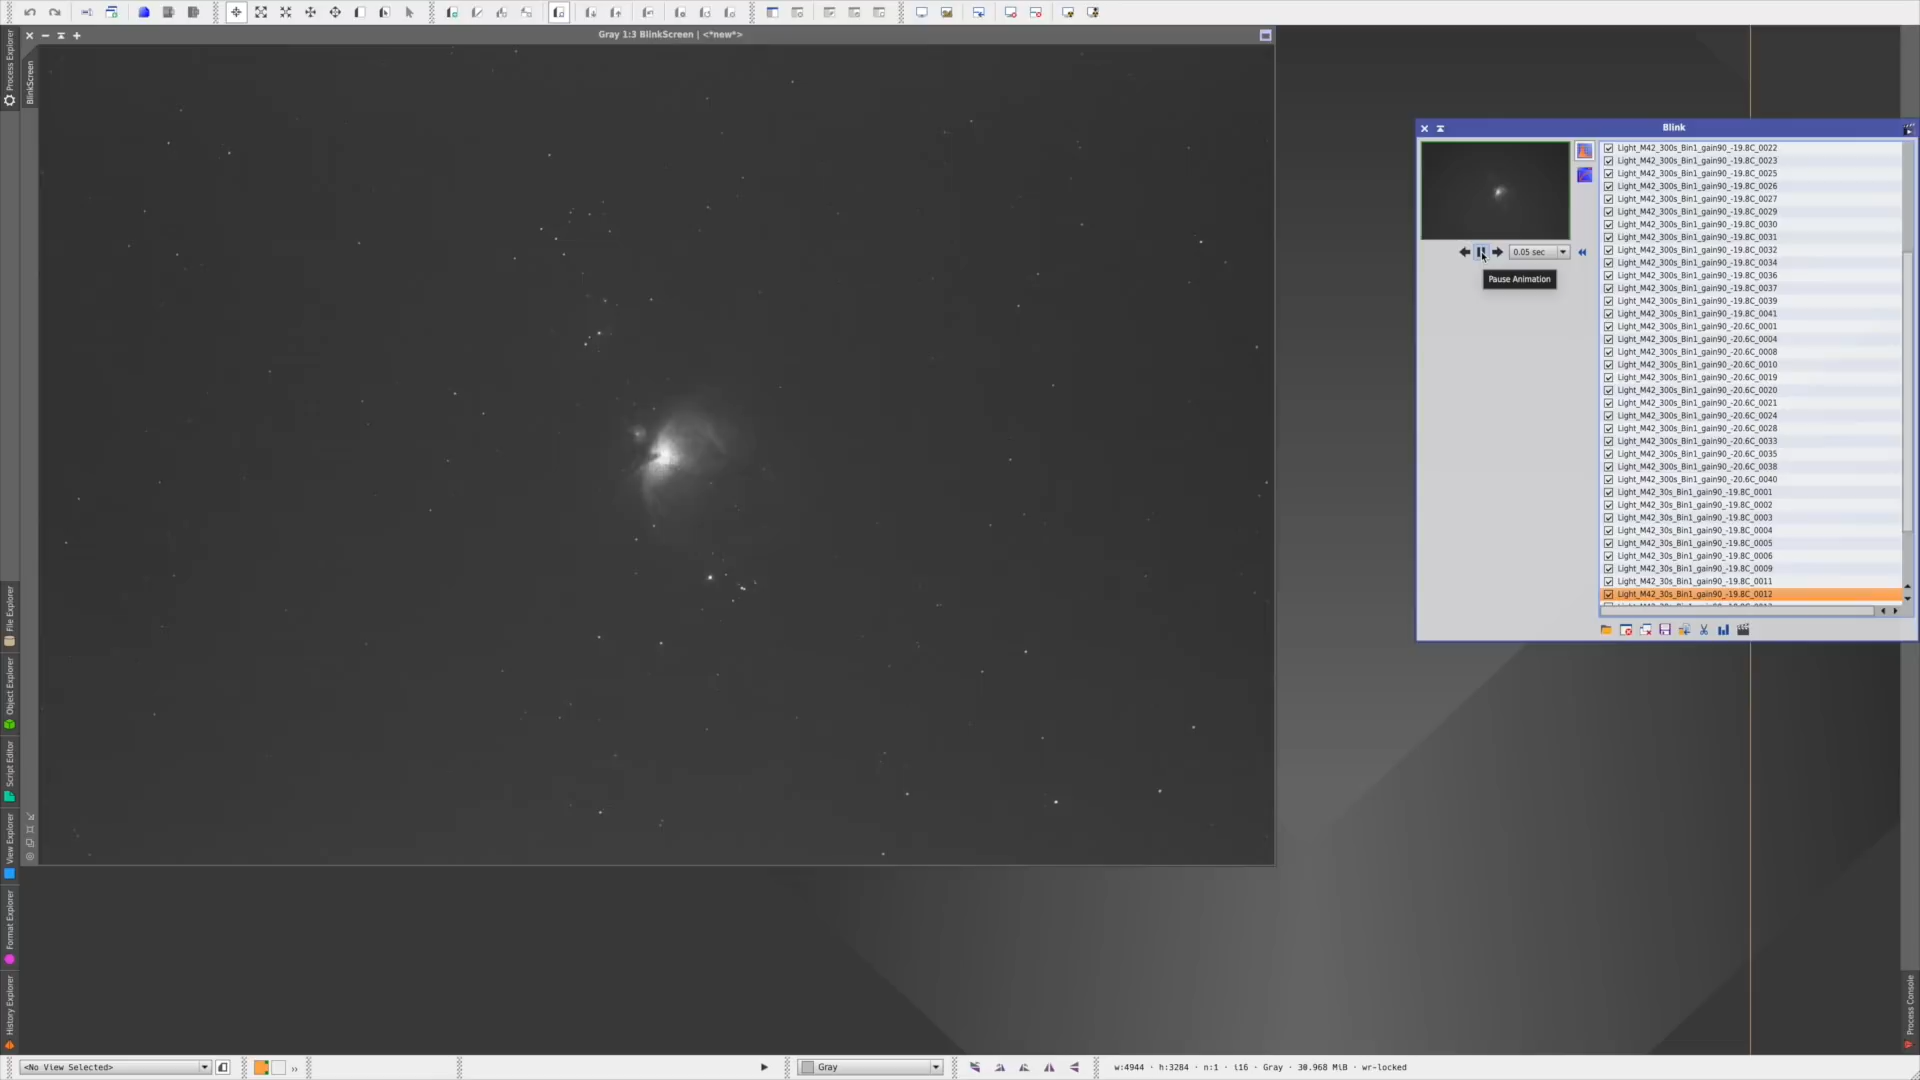 Gray 1:3 BlinkScreen | <*new*>
Process Explorer
BlinkScreen
File Explorer
Object Explorer
Script Editor
View Explorer
Format Explorer
History Explorer
Blink
0.05 sec
Pause Animation
Light_M42_300s_Bin1_gain90_-19.8C_0022
Light_M42_300s_Bin1_gain90_-19.8C_0023
Light_M42_300s_Bin1_gain90_-19.8C_0025
Light_M42_300s_Bin1_gain90_-19.8C_0026
Light_M42_300s_Bin1_gain90_-19.8C_0027
Light_M42_300s_Bin1_gain90_-19.8C_0029
Light_M42_300s_Bin1_gain90_-19.8C_0030
Light_M42_300s_Bin1_gain90_-19.8C_0031
Light_M42_300s_Bin1_gain90_-19.8C_0032
Light_M42_300s_Bin1_gain90_-19.8C_0034
Light_M42_300s_Bin1_gain90_-19.8C_0036
Light_M42_300s_Bin1_gain90_-19.8C_0037
Light_M42_300s_Bin1_gain90_-19.8C_0039
Light_M42_300s_Bin1_gain90_-19.8C_0041
Light_M42_300s_Bin1_gain90_-20.6C_0001
Light_M42_300s_Bin1_gain90_-20.6C_0004
Light_M42_300s_Bin1_gain90_-20.6C_0008
Light_M42_300s_Bin1_gain90_-20.6C_0010
Light_M42_300s_Bin1_gain90_-20.6C_0019
Light_M42_300s_Bin1_gain90_-20.6C_0020
Light_M42_300s_Bin1_gain90_-20.6C_0021
Light_M42_300s_Bin1_gain90_-20.6C_0024
Light_M42_300s_Bin1_gain90_-20.6C_0028
Light_M42_300s_Bin1_gain90_-20.6C_0033
Light_M42_300s_Bin1_gain90_-20.6C_0035
Light_M42_300s_Bin1_gain90_-20.6C_0038
Light_M42_300s_Bin1_gain90_-20.6C_0040
Light_M42_30s_Bin1_gain90_-19.8C_0001
Light_M42_30s_Bin1_gain90_-19.8C_0002
Light_M42_30s_Bin1_gain90_-19.8C_0003
Light_M42_30s_Bin1_gain90_-19.8C_0004
Light_M42_30s_Bin1_gain90_-19.8C_0005
Light_M42_30s_Bin1_gain90_-19.8C_0006
Light_M42_30s_Bin1_gain90_-19.8C_0009
Light_M42_30s_Bin1_gain90_-19.8C_0011
Light_M42_30s_Bin1_gain90_-19.8C_0012
Process Console
<No View Selected>
Gray
w:4944 · h:3284 · n:1 · i16 · Gray · 30.968 MiB · wr-locked